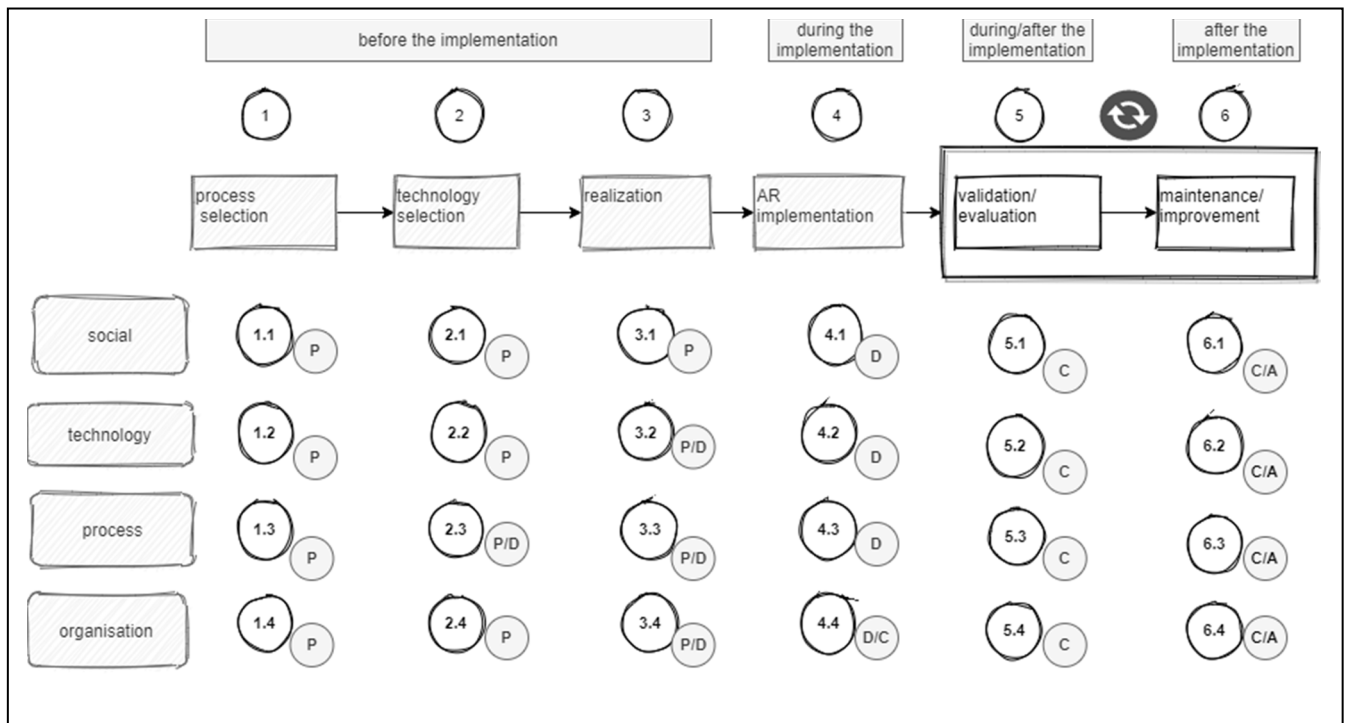 before the implementation
during the
implementation
during/after the
implementation
after the
implementation
1
2
3
4
5
6
process
selection
technology
selection
realization
AR
implementation
validation/
evaluation
maintenance/
improvement
social
1.1
P
2.1
P
3.1
P
4.1
D
5.1
C
6.1
C/A
technology
1.2
P
2.2
P
3.2
P/D
4.2
D
5.2
C
6.2
C/A
process
1.3
P
2.3
P/D
3.3
P/D
4.3
D
5.3
C
6.3
C/A
organisation
1.4
P
2.4
P
3.4
P/D
4.4
D/C
5.4
C
6.4
C/A